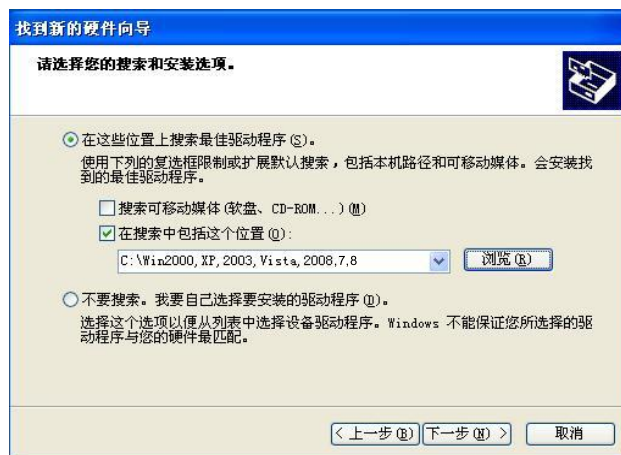 找到新的硬件向导
请选择您的搜索和安装选项。
在这些位置上搜索最佳驱动程序(S)。
使用下列的复选框限制或扩展默认搜索，包括本机路径和可移动媒体。会安装找
到的最佳驱动程序。
搜索可移动媒体(软盘、CD-ROM...)(M)
在搜索中包括这个位置(O):
C:\Win2000,XP,2003,Vista,2008,7,8
浏览(R)
不要搜索。我要自己选择要安装的驱动程序(D)。
选择这个选项以便从列表中选择设备驱动程序。Windows 不能保证您所选择的驱
动程序与您的硬件最匹配。
< 上一步(B) 下一步(N) > 取消